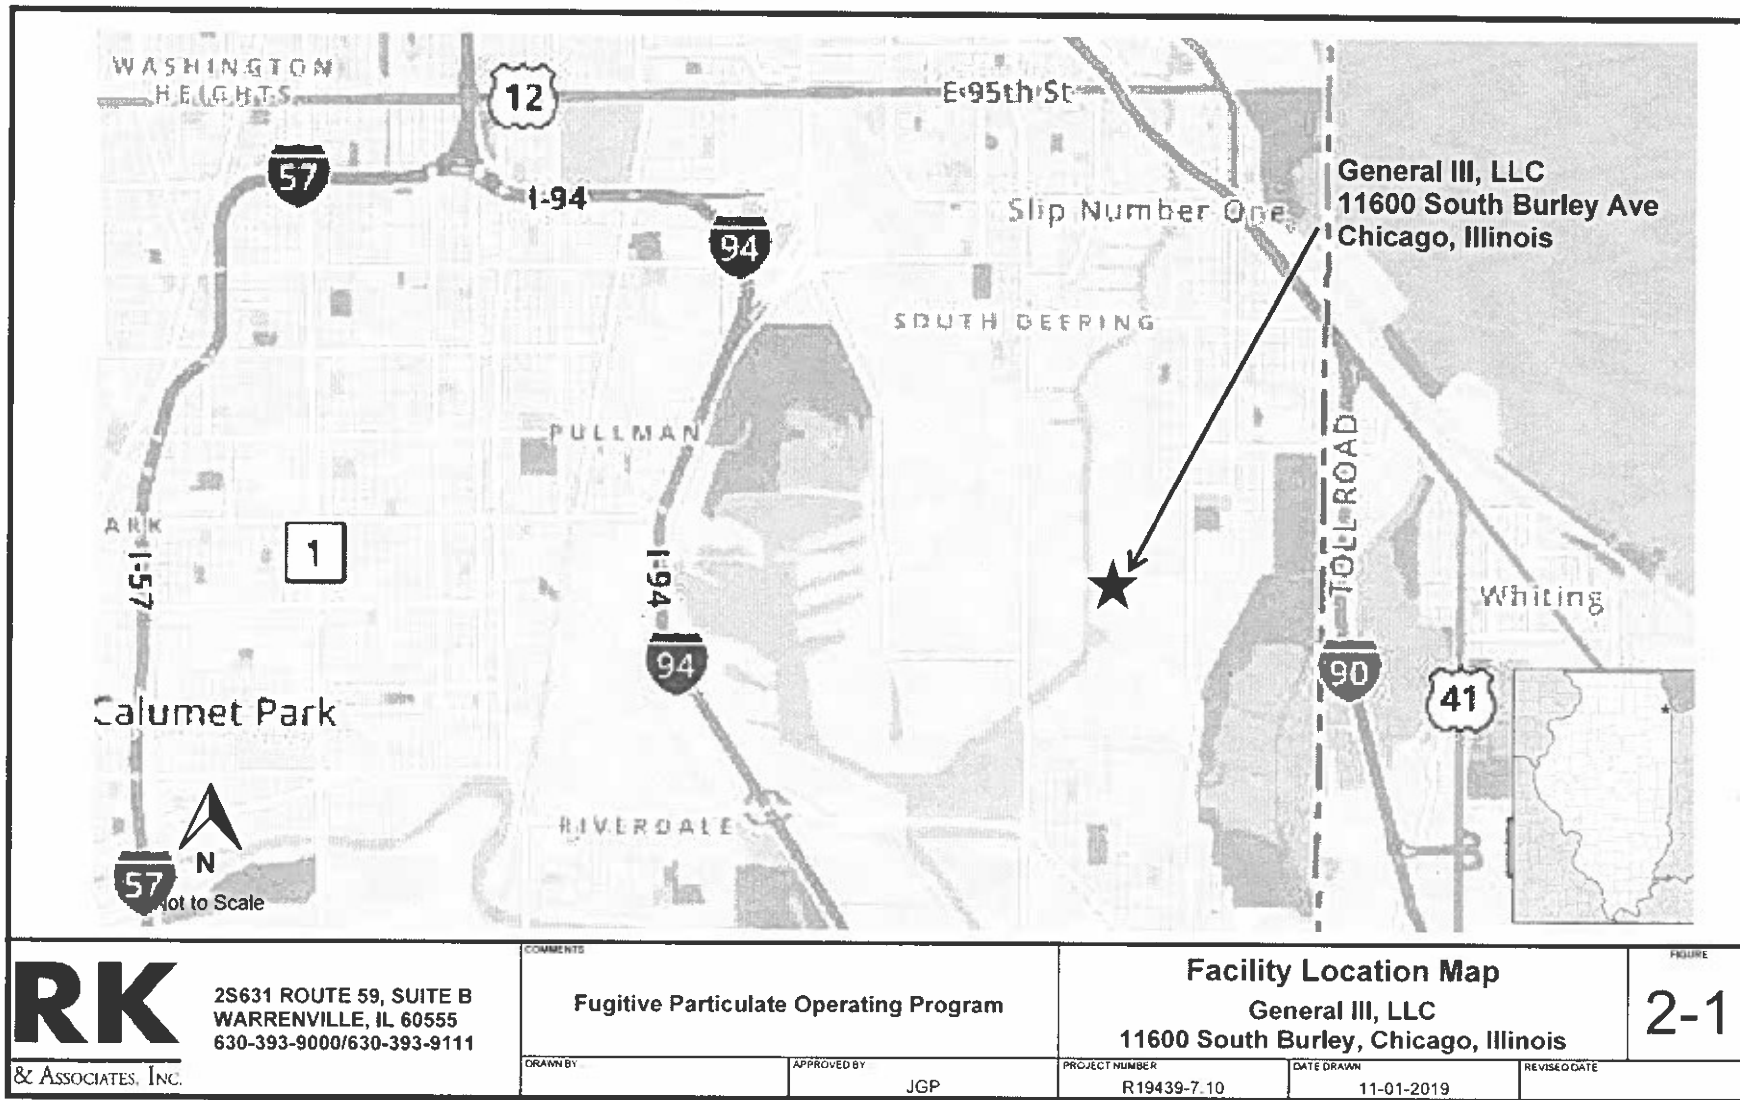 WASHINGTON
HEIGHTS
12
E 95th St
57
I-94
94
General III, LLC
11600 South Burley Ave
Chicago, Illinois
Slip Number One
SOUTH DEERING
PULLMAN
TOLL ROAD
ARK
1
I-57
I-94
94
Whiting
90
41
Calumet Park
RIVERDALE
N
57
ot to Scale
RK
& ASSOCIATES, INC.
2S631 ROUTE 59, SUITE B
WARRENVILLE, IL 60555
630-393-9000/630-393-9111
COMMENTS
Fugitive Particulate Operating Program
DRAWN BY
APPROVED BY
JGP
Facility Location Map
General III, LLC
11600 South Burley, Chicago, Illinois
PROJECT NUMBER
R19439-7.10
DATE DRAWN
11-01-2019
REVISED DATE
FIGURE
2-1